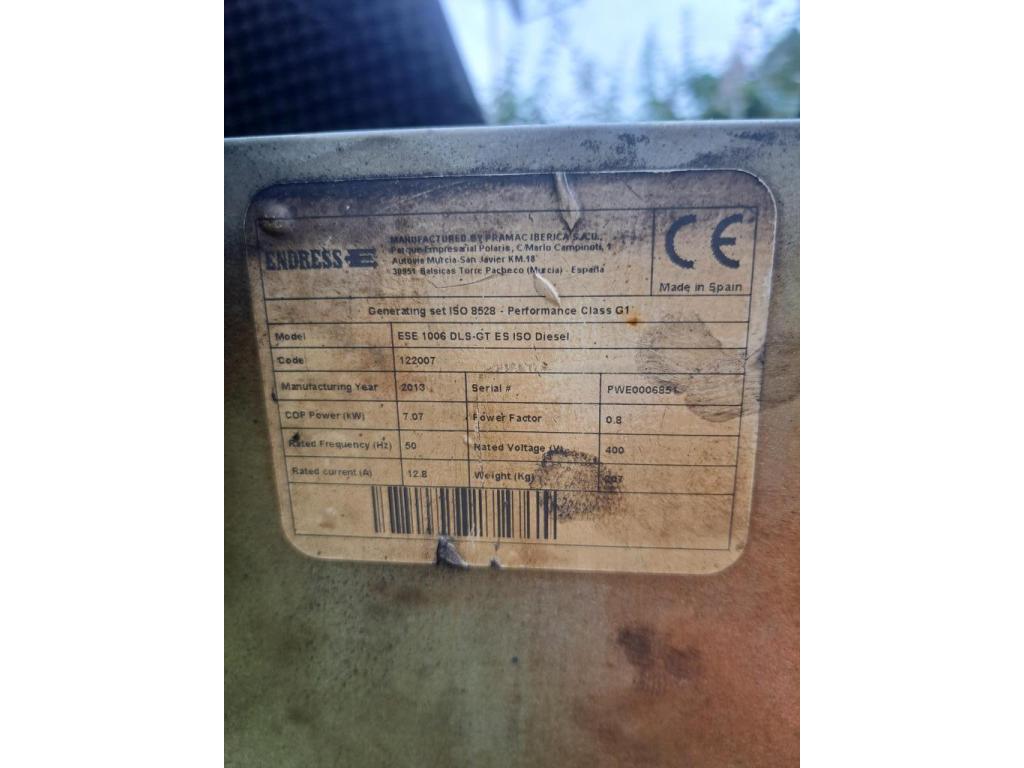 ENDRESS
MANUFACTURED BY PRAMAC IBERICA S.A.U.
Parque Empresarial Polaris, C/Mario Campinoti, 1
Autovia Murcia-San Javier KM.18
30951 Balsicas Torre Pacheco (Murcia) - España
CE
Made in Spain
Generating set ISO 8528 - Performance Class G1
Model ESE 1006 DLS-GT ES ISO Diesel
Code 122007
Manufacturing Year 2013 Serial # PWE0006851
COP Power (kW) 7.07 Power Factor 0.8
Rated Frequency (Hz) 50 Rated Voltage (V) 400
Rated current (A) 12.8 Weight (Kg)